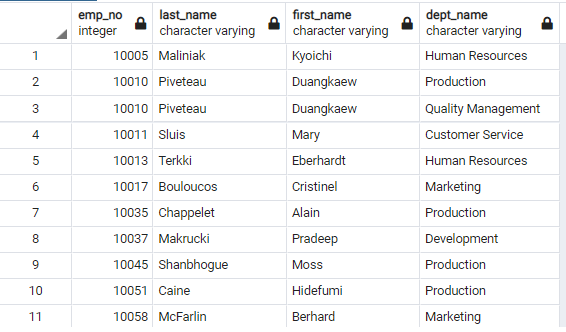 emp_no last_name first_name dept_name
integer character varying character varying character varying
1 10005 Maliniak Kyoichi Human Resources
2 10010 Piveteau Duangkaew Production
3 10010 Piveteau Duangkaew Quality Management
4 10011 Sluis Mary Customer Service
5 10013 Terkki Eberhardt Human Resources
6 10017 Bouloucos Cristinel Marketing
7 10035 Chappelet Alain Production
8 10037 Makrucki Pradeep Development
9 10045 Shanbhogue Moss Production
10 10051 Caine Hidefumi Production
11 10058 McFarlin Berhard Marketing